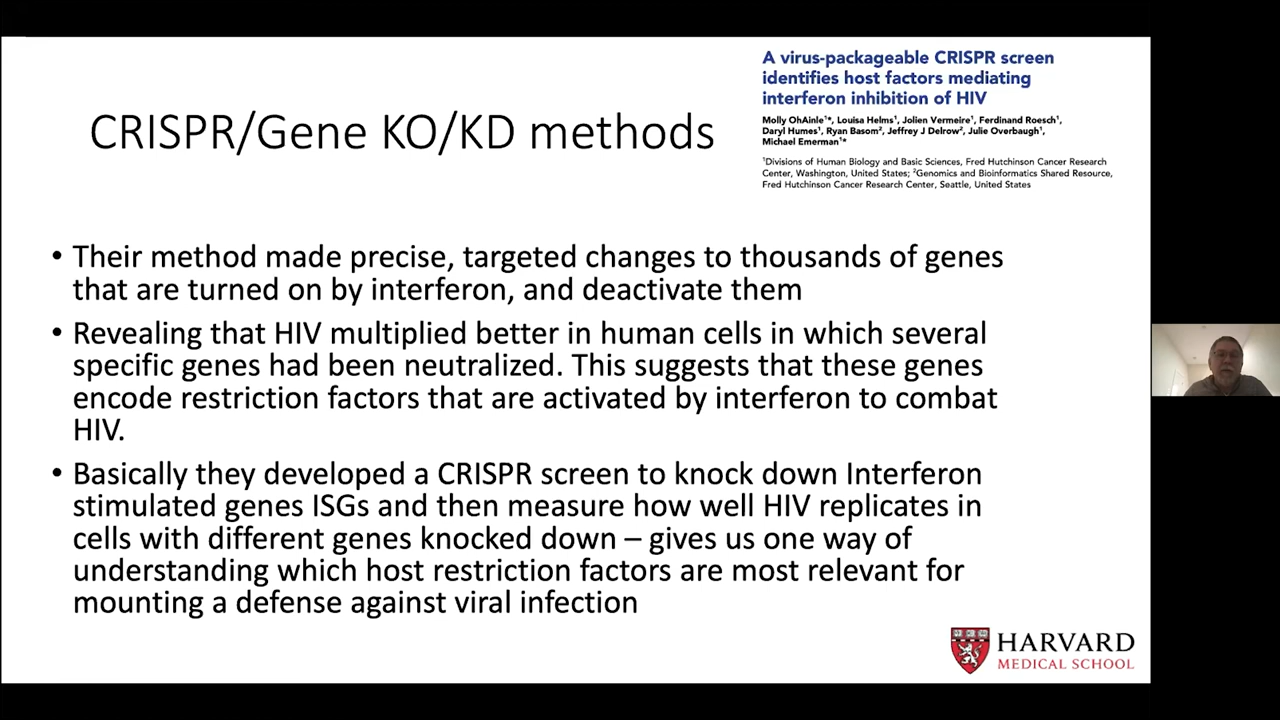 A virus-packageable CRISPR screen
identifies host factors mediating
interferon inhibition of HIV
Molly OhAinle¹*, Louisa Helms¹, Jolien Vermeire¹, Ferdinand Roesch¹,
Daryl Humes¹, Ryan Basom², Jeffrey J Delrow², Julie Overbaugh¹,
Michael Emerman¹*
¹Divisions of Human Biology and Basic Sciences, Fred Hutchinson Cancer Research
Center, Washington, United States; ²Genomics and Bioinformatics Shared Resource,
Fred Hutchinson Cancer Research Center, Seattle, United States
CRISPR/Gene KO/KD methods
• Their method made precise, targeted changes to thousands of genes
that are turned on by interferon, and deactivate them
• Revealing that HIV multiplied better in human cells in which several
specific genes had been neutralized. This suggests that these genes
encode restriction factors that are activated by interferon to combat
HIV.
• Basically they developed a CRISPR screen to knock down Interferon
stimulated genes ISGs and then measure how well HIV replicates in
cells with different genes knocked down – gives us one way of
understanding which host restriction factors are most relevant for
mounting a defense against viral infection
HARVARD
MEDICAL SCHOOL